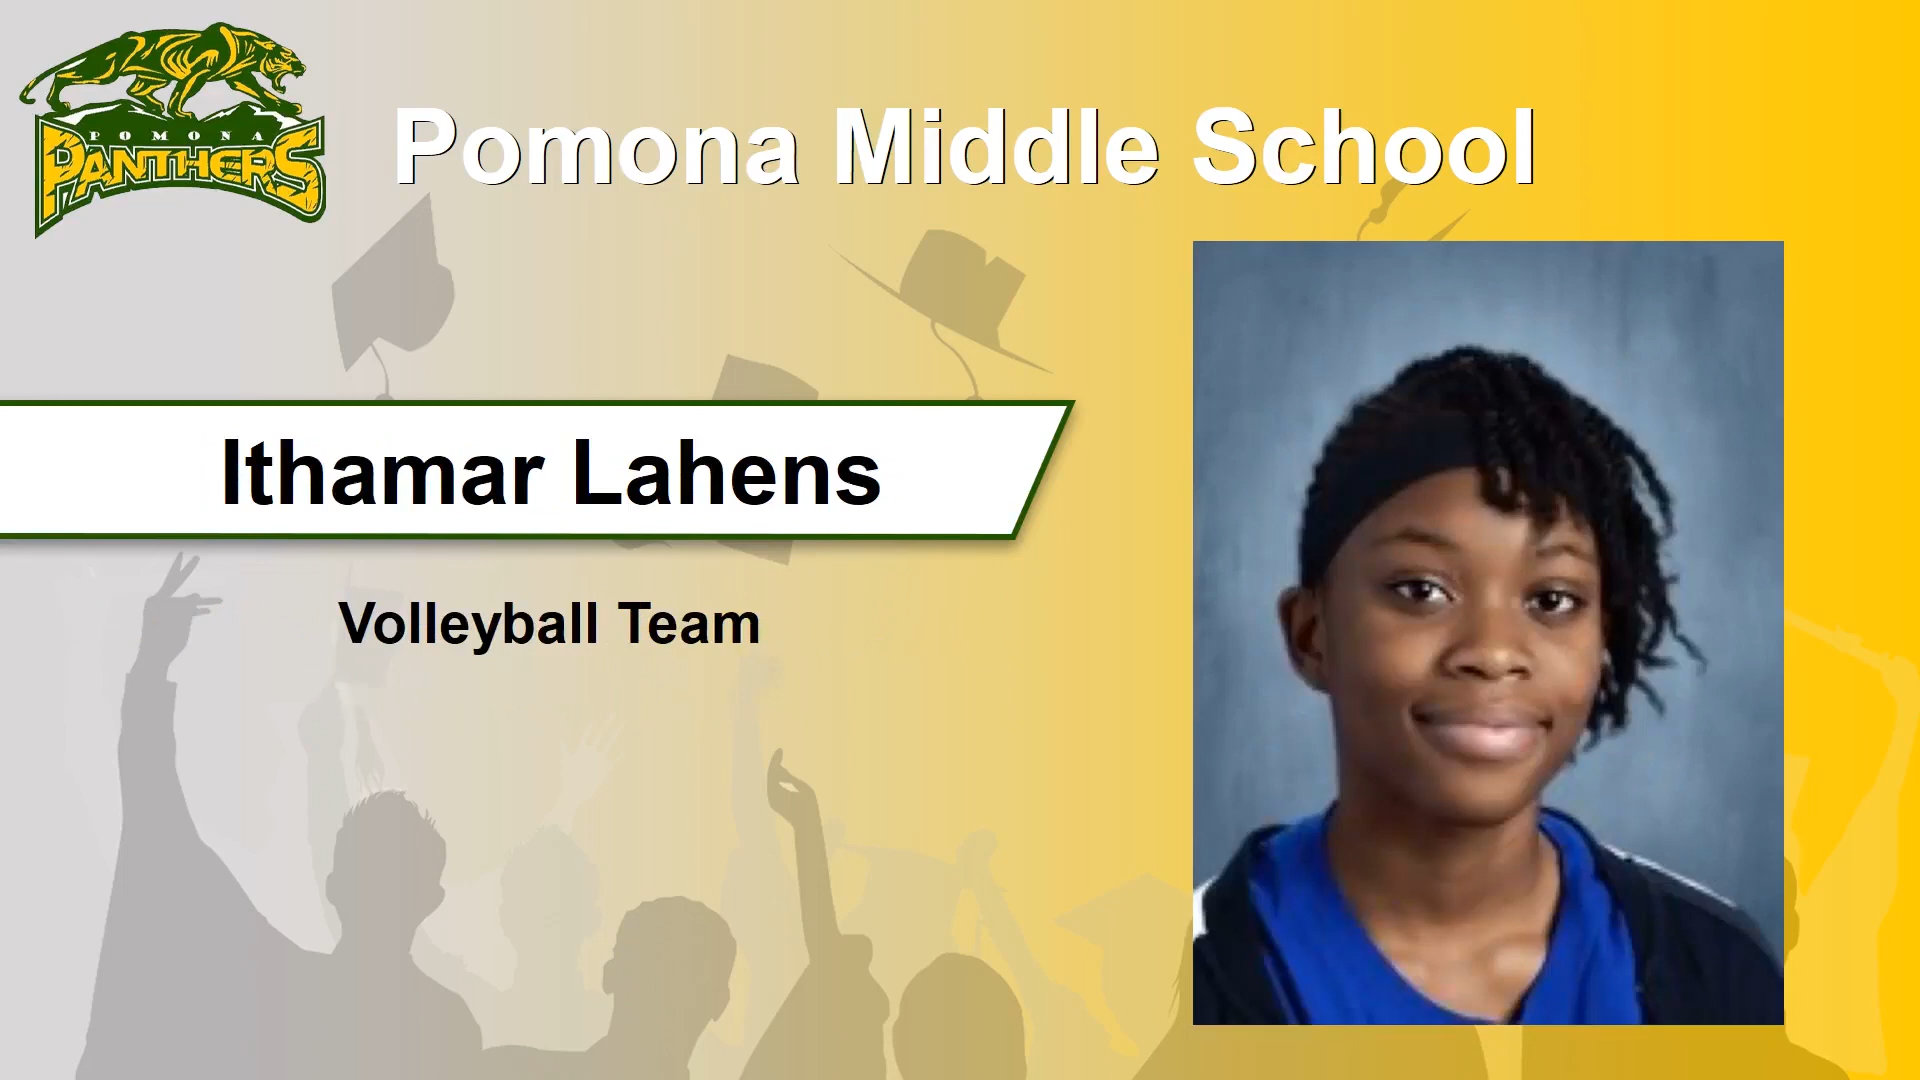 POMONA
PANTHERS
Pomona Middle School
Ithamar Lahens
Volleyball Team